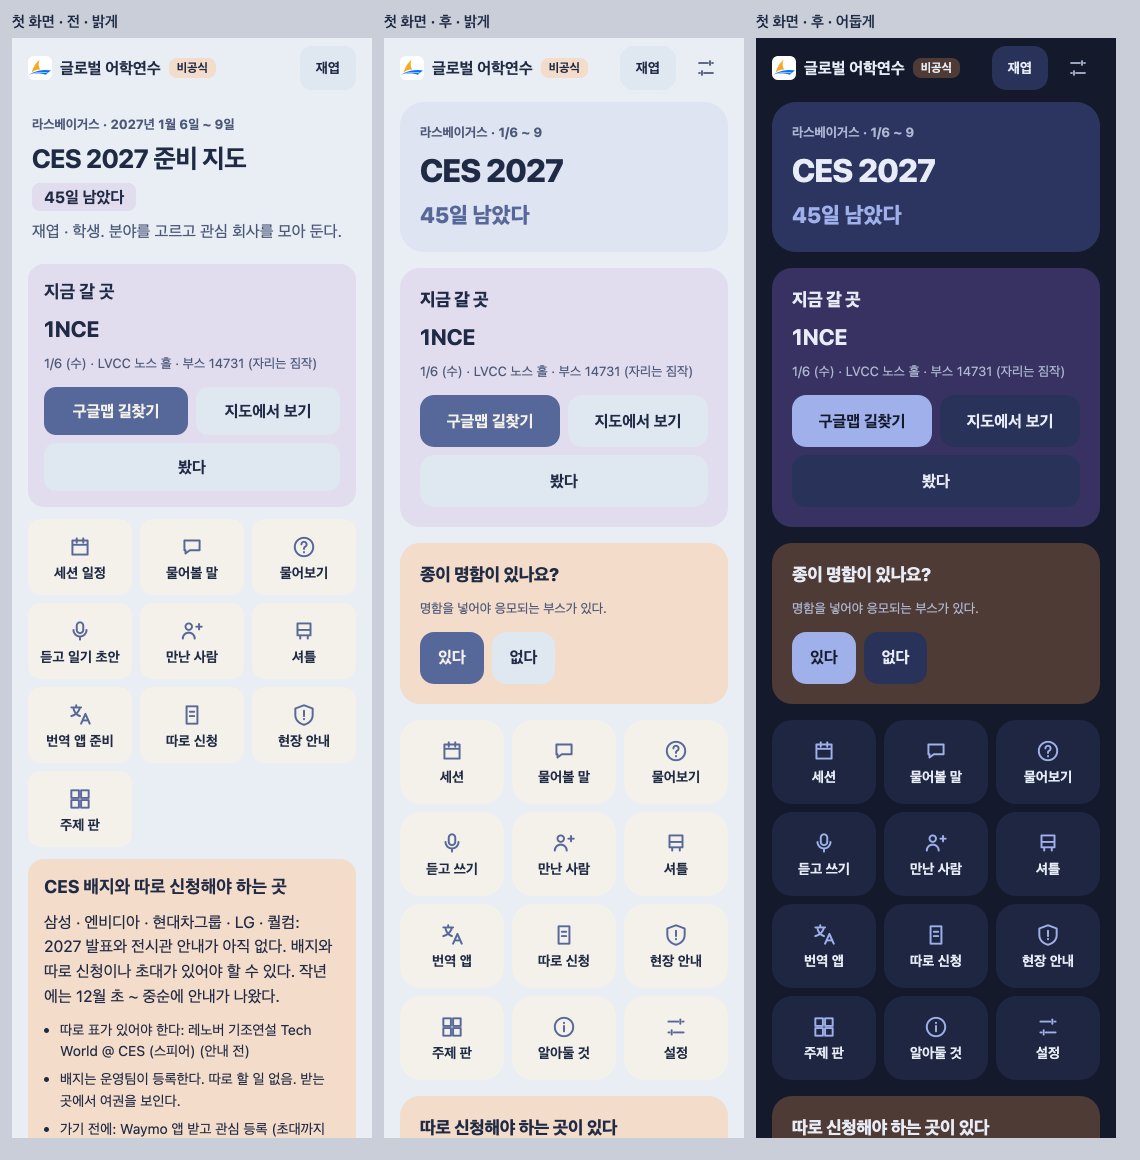 첫 화면 · 전 · 밝게
글로벌 어학연수
비공식
재엽
라스베이거스 · 2027년 1월 6일 ~ 9일
CES 2027 준비 지도
45일 남았다
재엽 · 학생. 분야를 고르고 관심 회사를 모아 둔다.
지금 갈 곳
1NCE
1/6 (수) · LVCC 노스 홀 · 부스 14731 (자리는 짐작)
구글맵 길찾기
지도에서 보기
봤다
세션 일정
물어볼 말
물어보기
듣고 일기 초안
만난 사람
셔틀
번역 앱 준비
따로 신청
현장 안내
주제 판
CES 배지와 따로 신청해야 하는 곳
삼성 · 엔비디아 · 현대차그룹 · LG · 퀄컴:
2027 발표와 전시관 안내가 아직 없다. 배지와
따로 신청이나 초대가 있어야 할 수 있다. 작년
에는 12월 초 ~ 중순에 안내가 나왔다.
• 따로 표가 있어야 한다: 레노버 기조연설 Tech
World @ CES (스피어) (안내 전)
• 배지는 운영팀이 등록한다. 따로 할 일 없음. 받는
곳에서 여권을 보인다.
• 가기 전에: Waymo 앱 받고 관심 등록 (초대까지
첫 화면 · 후 · 밝게
글로벌 어학연수
비공식
재엽
라스베이거스 · 1/6 ~ 9
CES 2027
45일 남았다
지금 갈 곳
1NCE
1/6 (수) · LVCC 노스 홀 · 부스 14731 (자리는 짐작)
구글맵 길찾기
지도에서 보기
봤다
종이 명함이 있나요?
명함을 넣어야 응모되는 부스가 있다.
있다
없다
세션
물어볼 말
물어보기
듣고 쓰기
만난 사람
셔틀
번역 앱
따로 신청
현장 안내
주제 판
알아둘 것
설정
따로 신청해야 하는 곳이 있다
첫 화면 · 후 · 어둡게
글로벌 어학연수
비공식
재엽
라스베이거스 · 1/6 ~ 9
CES 2027
45일 남았다
지금 갈 곳
1NCE
1/6 (수) · LVCC 노스 홀 · 부스 14731 (자리는 짐작)
구글맵 길찾기
지도에서 보기
봤다
종이 명함이 있나요?
명함을 넣어야 응모되는 부스가 있다.
있다
없다
세션
물어볼 말
물어보기
듣고 쓰기
만난 사람
셔틀
번역 앱
따로 신청
현장 안내
주제 판
알아둘 것
설정
따로 신청해야 하는 곳이 있다